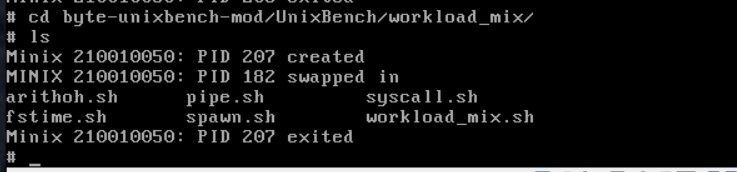 # cd byte-unixbench-mod/UnixBench/workload_mix/
# ls
Minix 210010050: PID 207 created
MINIX 210010050: PID 182 swapped in
arithoh.sh pipe.sh syscall.sh
fstime.sh spawn.sh workload_mix.sh
Minix 210010050: PID 207 exited
# _